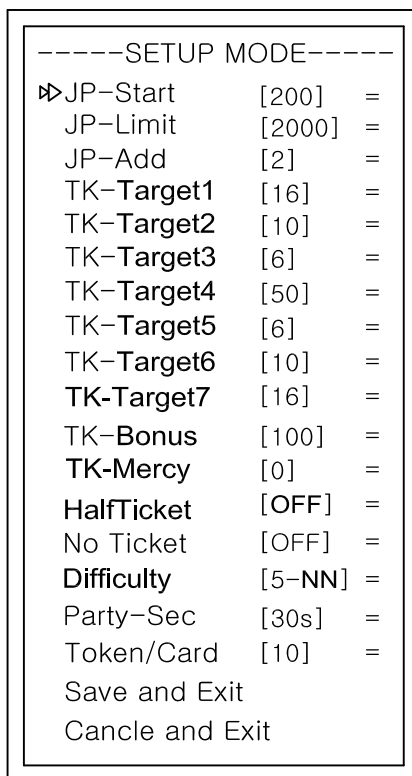 -----SETUP MODE-----
JP-Start [200] =
JP-Limit [2000] =
JP-Add [2] =
TK-Target1 [16] =
TK-Target2 [10] =
TK-Target3 [6] =
TK-Target4 [50] =
TK-Target5 [6] =
TK-Target6 [10] =
TK-Target7 [16] =
TK-Bonus [100] =
TK-Mercy [0] =
HalfTicket [OFF] =
No Ticket [OFF] =
Difficulty [5-NN] =
Party-Sec [30s] =
Token/Card [10] =
Save and Exit
Cancle and Exit